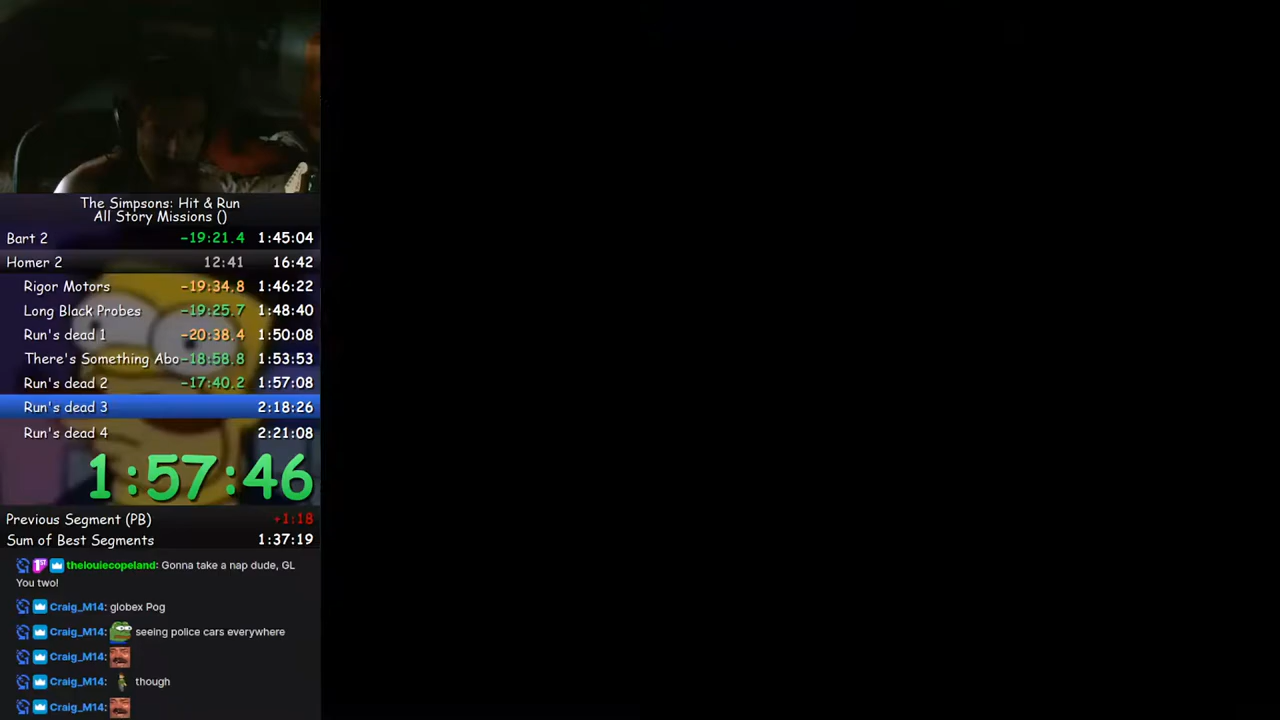 The Simpsons: Hit & Run
All Story Missions ()
Bart 2 -19:21.4 1:45:04
Homer 2 12:41 16:42
Rigor Motors -19:34.8 1:46:22
Long Black Probes -19:25.7 1:48:40
Run's dead 1 -20:38.4 1:50:08
There's Something Abo -18:58.8 1:53:53
Run's dead 2 -17:40.2 1:57:08
Run's dead 3 2:18:26
Run's dead 4 2:21:08
1:57:46
Previous Segment (PB) +1:18
Sum of Best Segments 1:37:19
thelouiecopeland: Gonna take a nap dude, GL
You two!
Craig_M14: globex Pog
Craig_M14: seeing police cars everywhere
Craig_M14:
Craig_M14: though
Craig_M14: